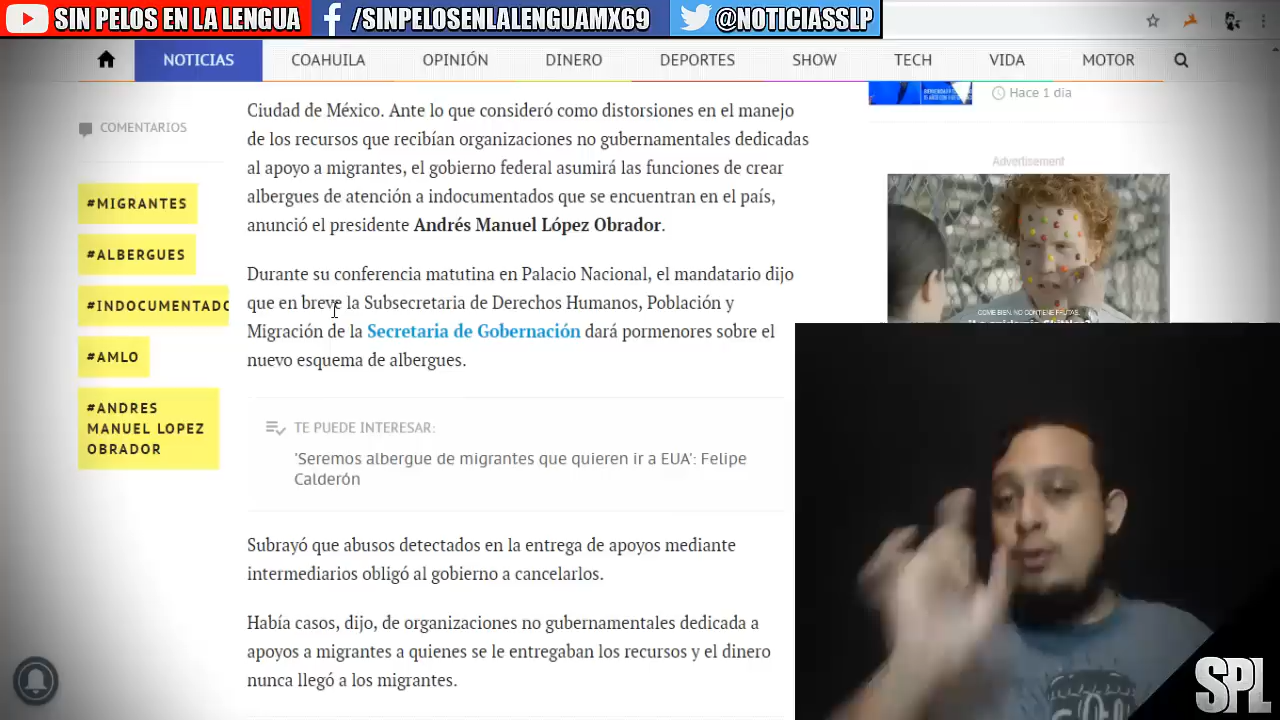 SIN PELOS EN LA LENGUA
/SINPELOSENLALENGUAMX69
@NOTICIASSLP
NOTICIAS
COAHUILA
OPINIÓN
DINERO
DEPORTES
SHOW
TECH
VIDA
MOTOR
COMENTARIOS
#MIGRANTES
#ALBERGUES
#INDOCUMENTADO
#AMLO
#ANDRES
MANUEL LOPEZ
OBRADOR
Ciudad de México. Ante lo que consideró como distorsiones en el manejo
de los recursos que recibían organizaciones no gubernamentales dedicadas
al apoyo a migrantes, el gobierno federal asumirá las funciones de crear
albergues de atención a indocumentados que se encuentran en el país,
anunció el presidente Andrés Manuel López Obrador.
Durante su conferencia matutina en Palacio Nacional, el mandatario dijo
que en breve la Subsecretaria de Derechos Humanos, Población y
Migración de la Secretaria de Gobernación dará pormenores sobre el
nuevo esquema de albergues.
TE PUEDE INTERESAR:
'Seremos albergue de migrantes que quieren ir a EUA': Felipe
Calderón
Subrayó que abusos detectados en la entrega de apoyos mediante
intermediarios obligó al gobierno a cancelarlos.
Había casos, dijo, de organizaciones no gubernamentales dedicada a
apoyos a migrantes a quienes se le entregaban los recursos y el dinero
nunca llegó a los migrantes.
Hace 1 día
Advertisement
COME BIEN. NO CONTIENE FRUTAS.
SPL